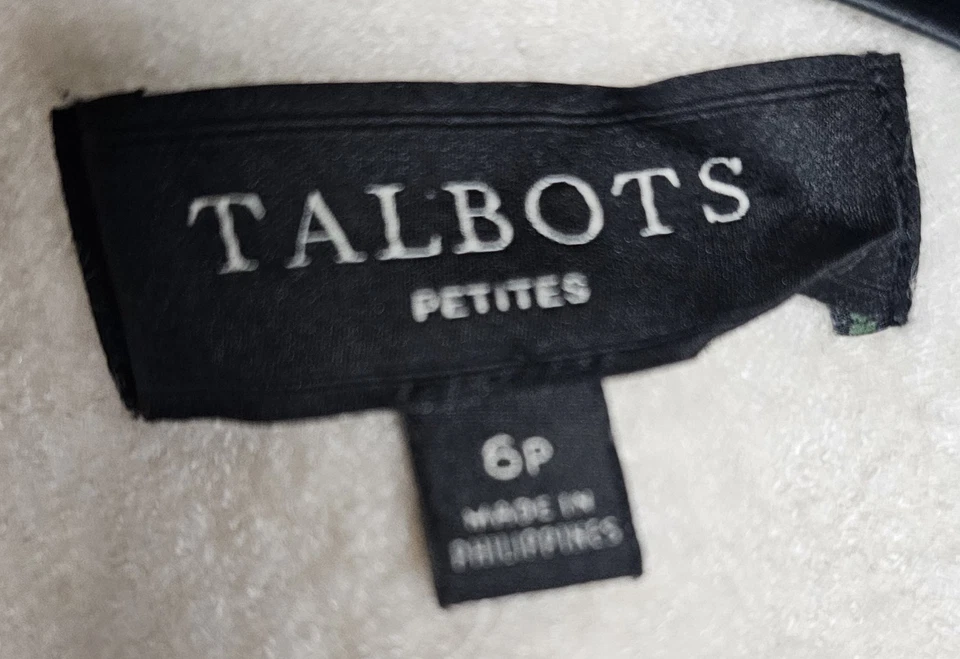 TALBOTS
PETITES
6P
MADE IN
PHILIPPINES